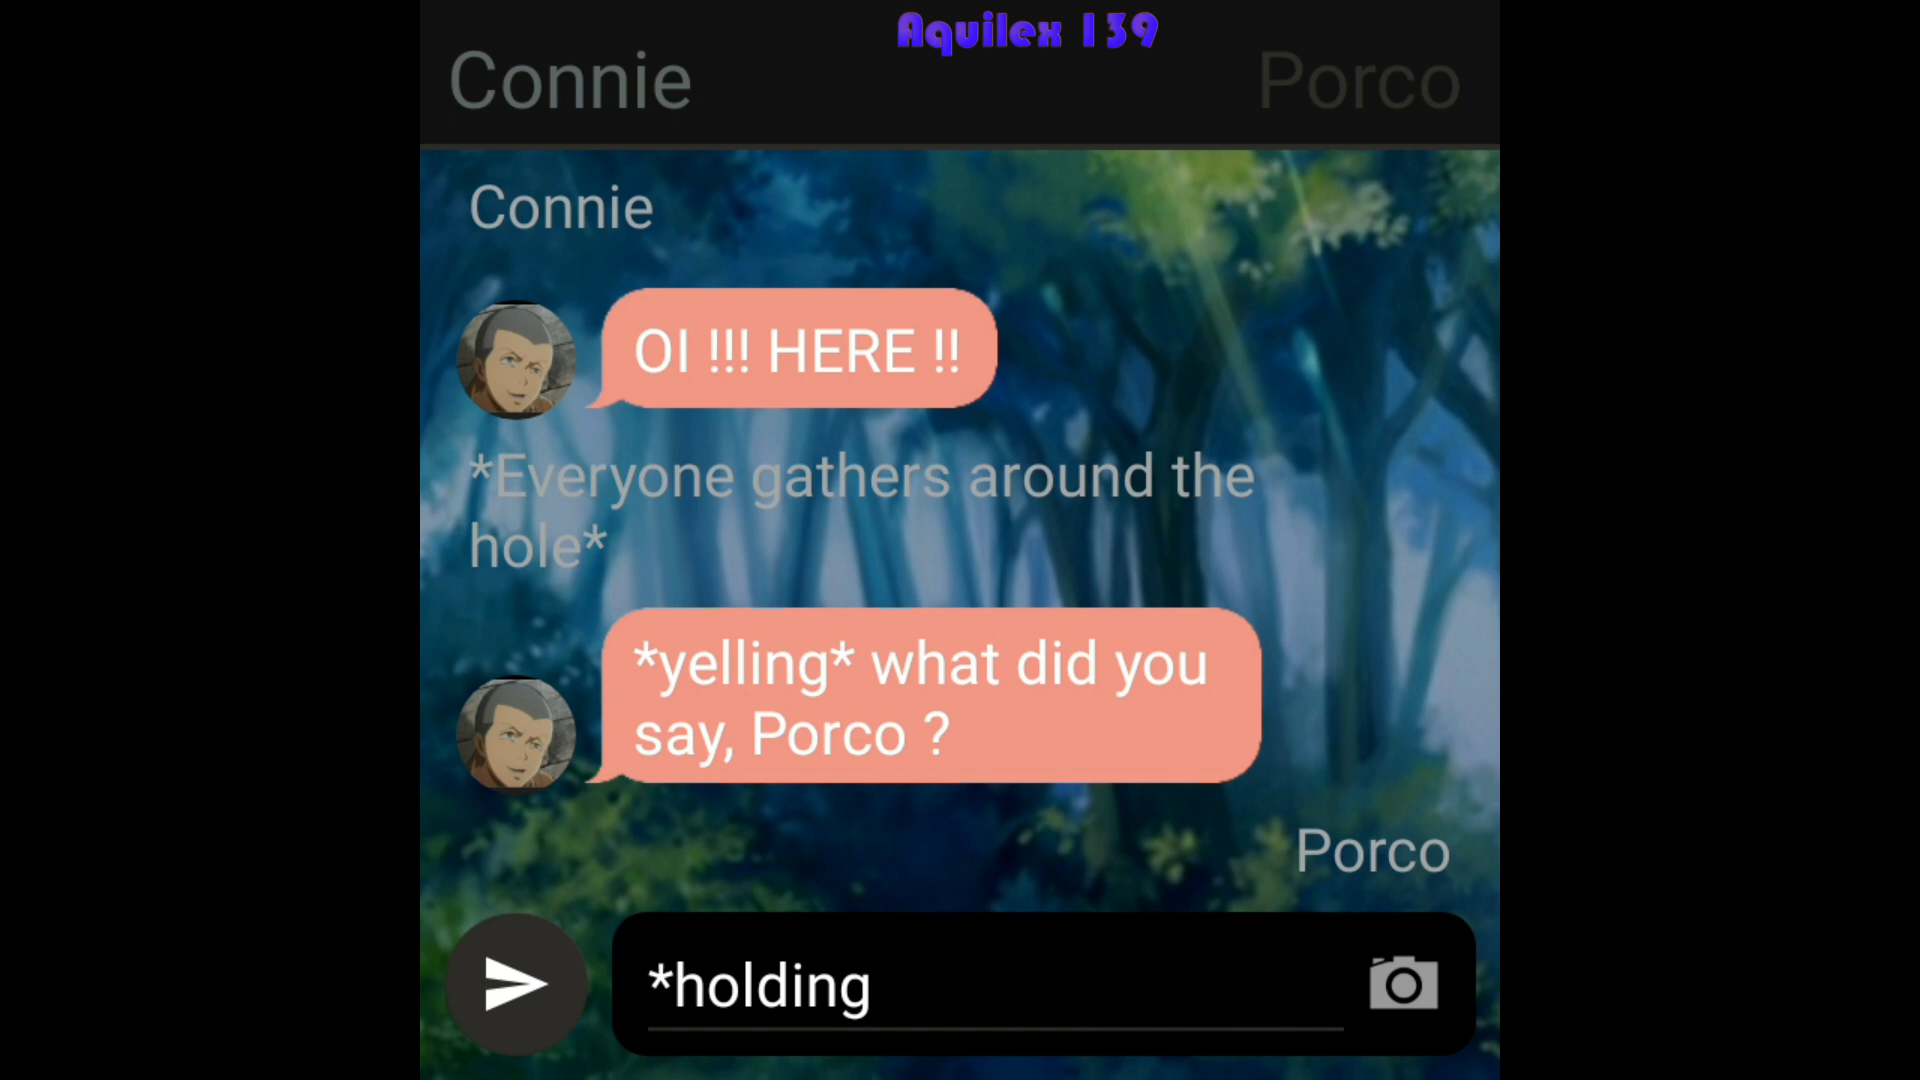 Aquilex 139
Connie
Porco
Connie
OI !!! HERE !!
*Everyone gathers around the
hole*
*yelling* what did you
say, Porco ?
Porco
*holding